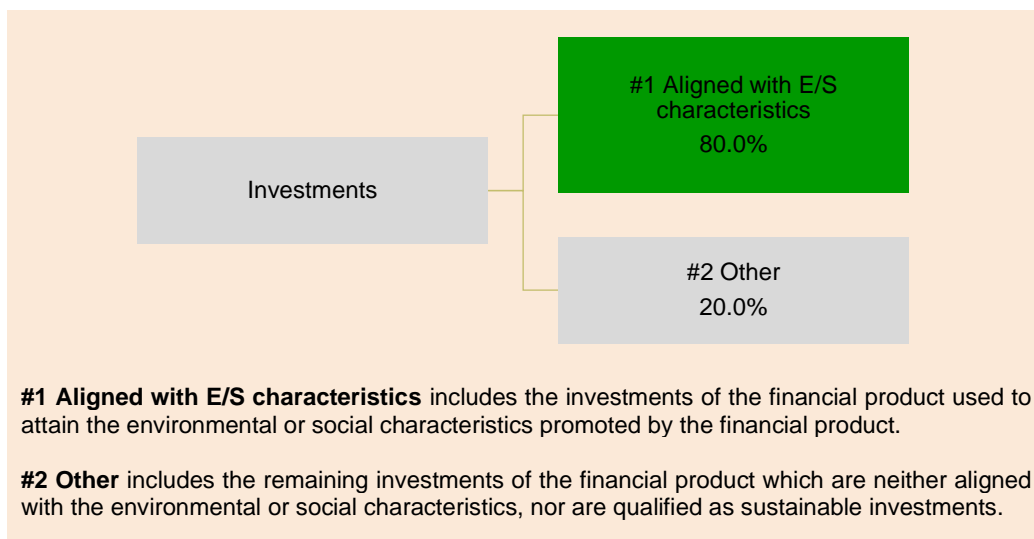 #1 Aligned with E/S
characteristics
80.0%
Investments
#2 Other
20.0%
#1 Aligned with E/S characteristics includes the investments of the financial product used to
attain the environmental or social characteristics promoted by the financial product.
#2 Other includes the remaining investments of the financial product which are neither aligned
with the environmental or social characteristics, nor are qualified as sustainable investments.